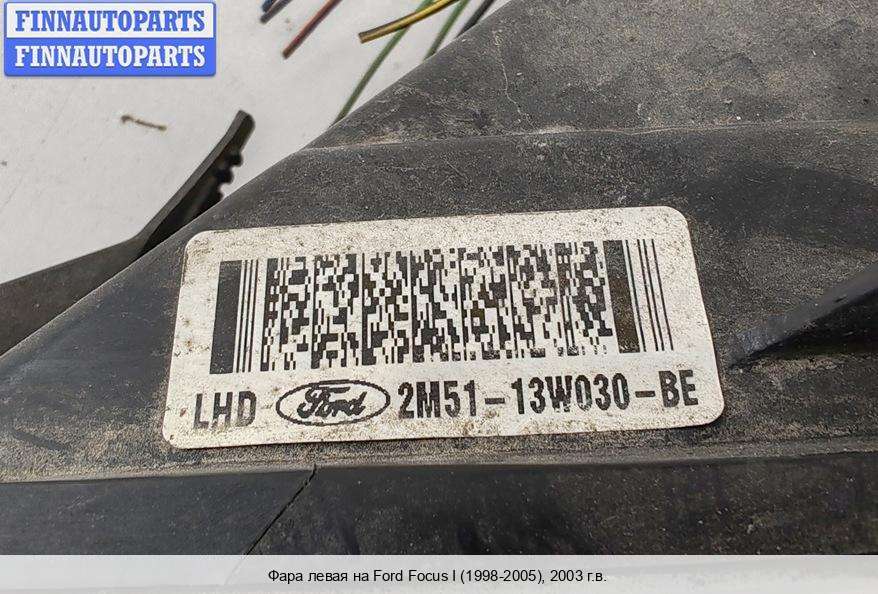 FINNAUTOPARTS
FINNAUTOPARTS
LHD Ford 2M51-13W030-BE
Фара левая на Ford Focus I (1998-2005), 2003 г.в.